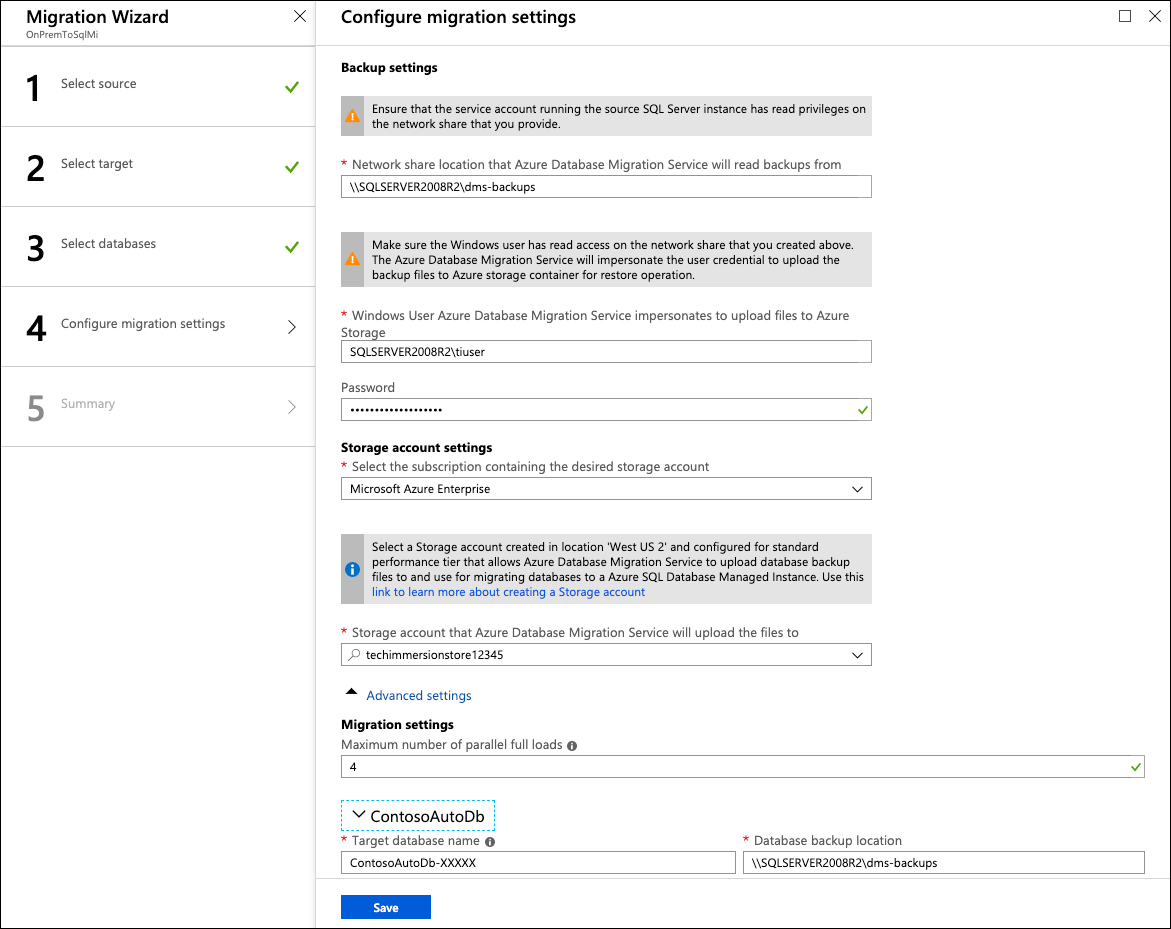 Migration Wizard
OnPremToSqlMi
1 Select source
2 Select target
3 Select databases
4 Configure migration settings
5 Summary
Configure migration settings
Backup settings
Ensure that the service account running the source SQL Server instance has read privileges on
the network share that you provide.
* Network share location that Azure Database Migration Service will read backups from
\\SQLSERVER2008R2\dms-backups
Make sure the Windows user has read access on the network share that you created above.
The Azure Database Migration Service will impersonate the user credential to upload the
backup files to Azure storage container for restore operation.
* Windows User Azure Database Migration Service impersonates to upload files to Azure
Storage
SQLSERVER2008R2\tiuser
Password
•••••••••••••••••••
Storage account settings
* Select the subscription containing the desired storage account
Microsoft Azure Enterprise
Select a Storage account created in location 'West US 2' and configured for standard
performance tier that allows Azure Database Migration Service to upload database backup
files to and use for migrating databases to a Azure SQL Database Managed Instance. Use this
link to learn more about creating a Storage account
* Storage account that Azure Database Migration Service will upload the files to
techimmersionstore12345
Advanced settings
Migration settings
Maximum number of parallel full loads
4
ContosoAutoDb
* Target database name * Database backup location
ContosoAutoDb-XXXXX \\SQLSERVER2008R2\dms-backups
Save